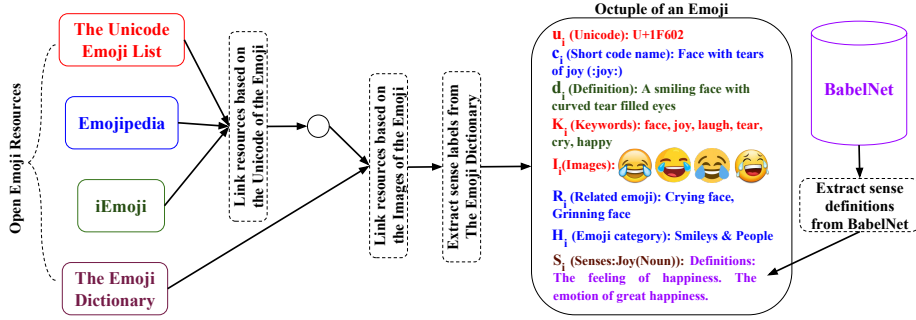 Open Emoji Resources
The Unicode
Emoji List
Emojipedia
iEmoji
The Emoji
Dictionary
Link resources based on
the Unicode of the Emoji
Link resources based on
the Images of the Emoji
Extract sense labels from
The Emoji Dictionary
Octuple of an Emoji
ui (Unicode): U+1F602
ci (Short code name): Face with tears
of joy (:joy:)
di (Definition): A smiling face with
curved tear filled eyes
Ki (Keywords): face, joy, laugh, tear,
cry, happy
Ii(Images):
Ri (Related emoji): Crying face,
Grinning face
Hi (Emoji category): Smileys & People
Si (Senses:Joy(Noun)): Definitions:
The feeling of happiness. The
emotion of great happiness.
BabelNet
Extract sense
definitions
from BabelNet